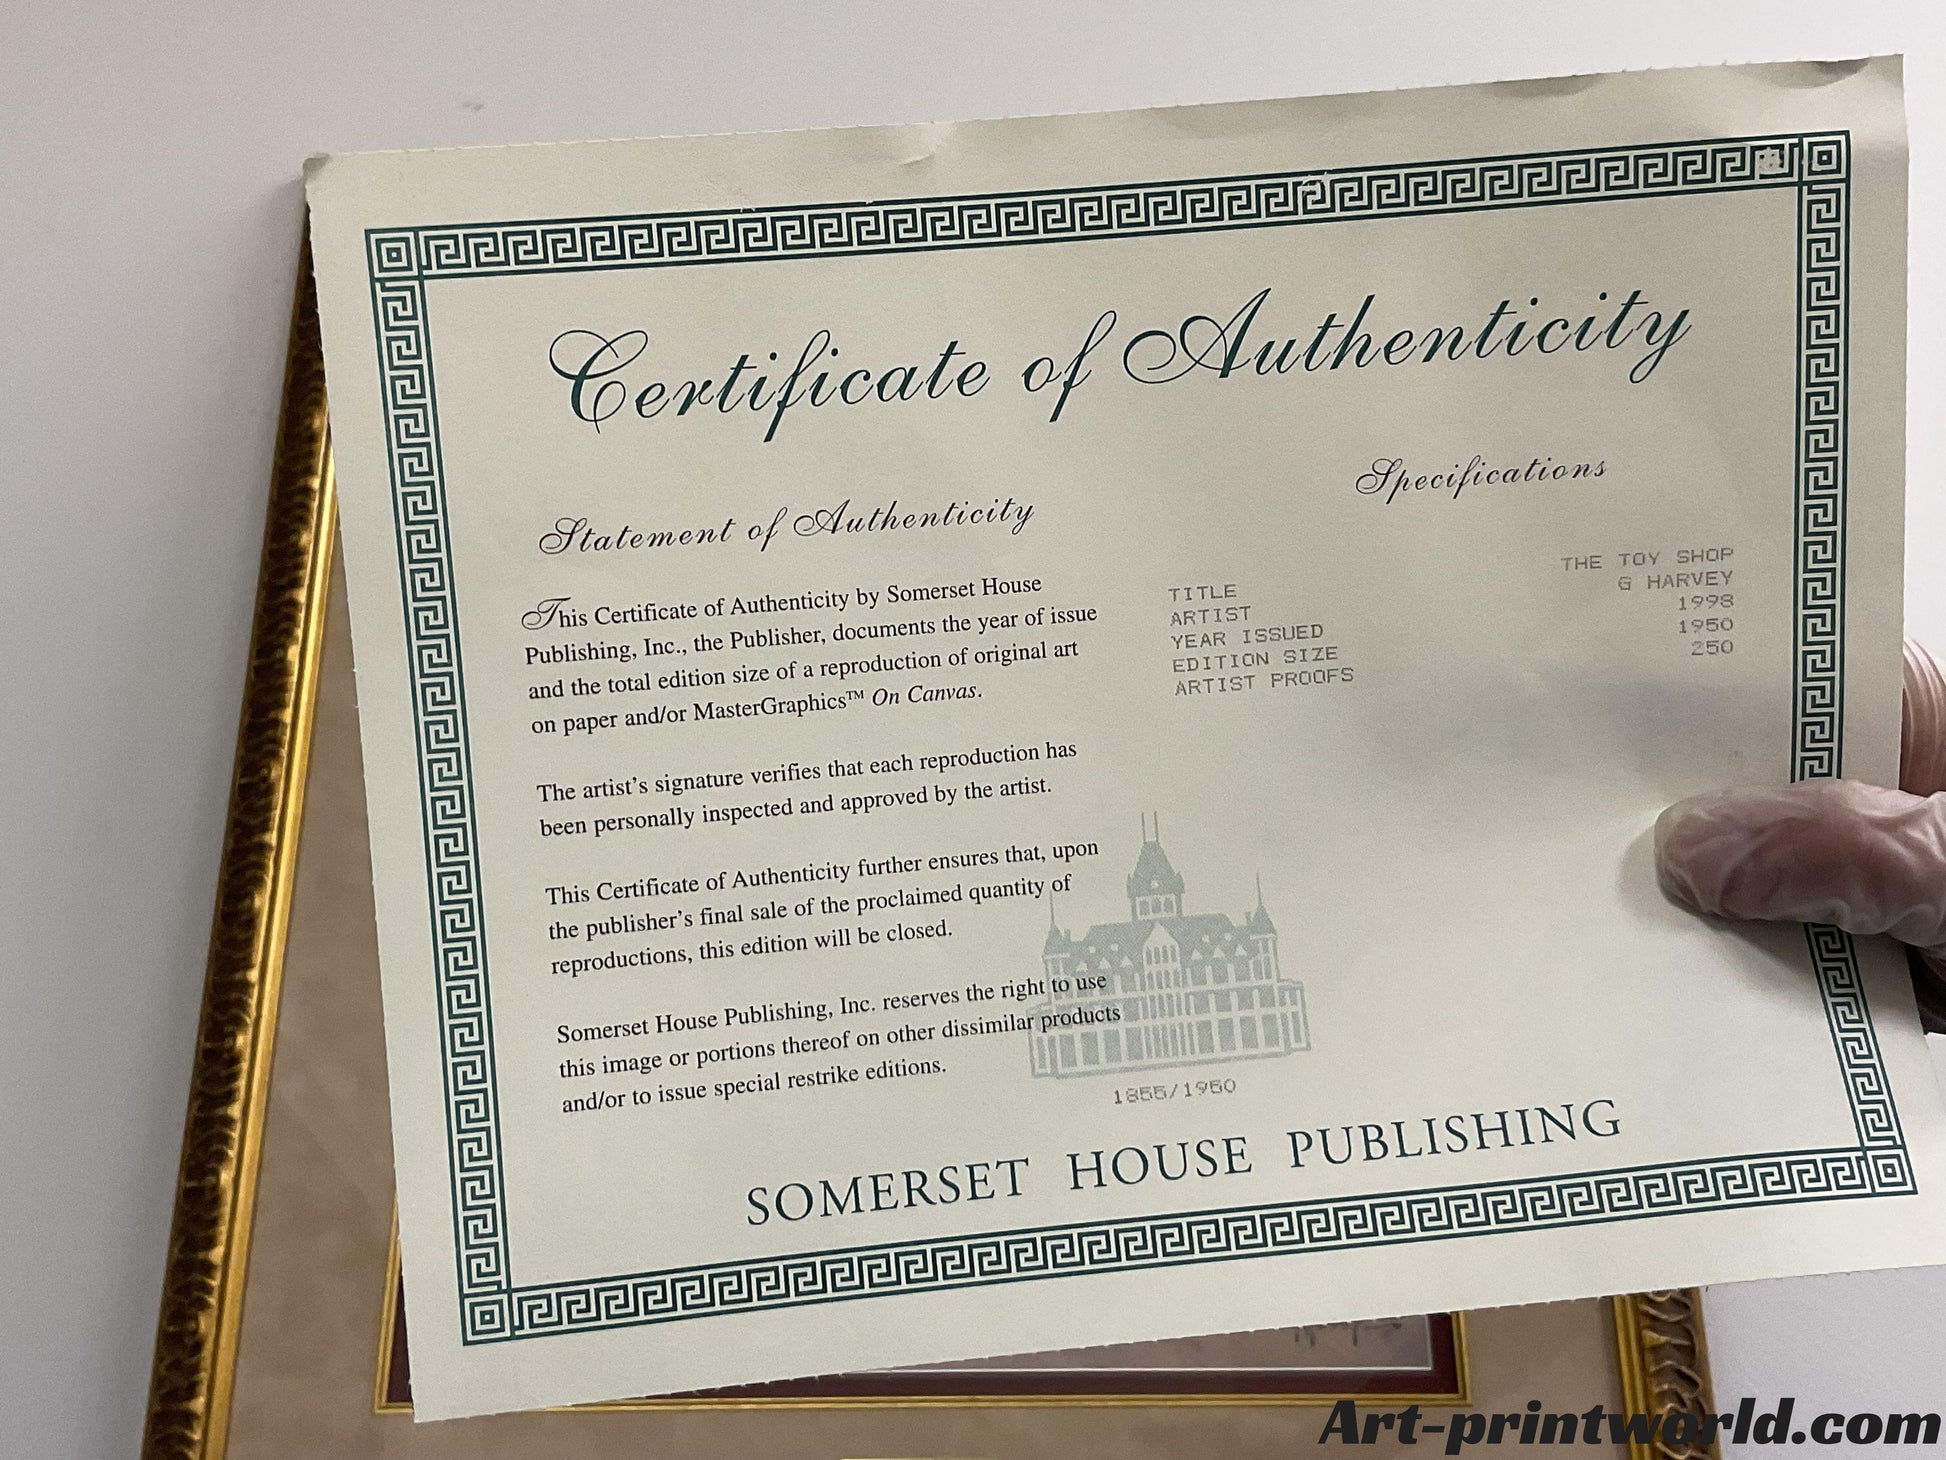 Certificate of Authenticity
Statement of Authenticity
This Certificate of Authenticity by Somerset House
Publishing, Inc., the Publisher, documents the year of issue
and the total edition size of a reproduction of original art
on paper and/or MasterGraphics™ On Canvas.
The artist's signature verifies that each reproduction has
been personally inspected and approved by the artist.
This Certificate of Authenticity further ensures that, upon
the publisher's final sale of the proclaimed quantity of
reproductions, this edition will be closed.
Somerset House Publishing, Inc. reserves the right to use
this image or portions thereof on other dissimilar products
and/or to issue special restrike editions.
Specifications
TITLE THE TOY SHOP
ARTIST G HARVEY
YEAR ISSUED 1998
EDITION SIZE 1950
ARTIST PROOFS 250
1855/1950
SOMERSET HOUSE PUBLISHING
Art-printworld.com